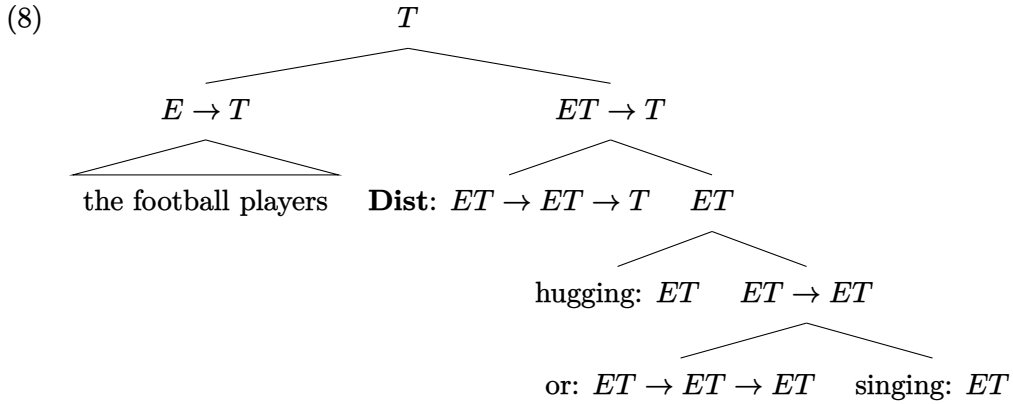 (8) T
E → T ET → T
the football players Dist: ET → ET → T ET
hugging: ET ET → ET
or: ET → ET → ET singing: ET